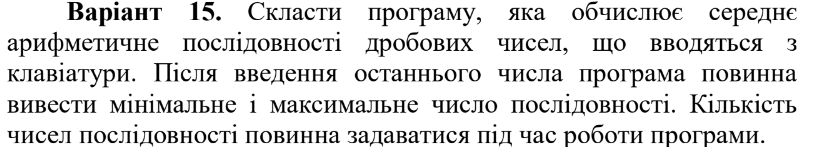 Варіант 15. Скласти програму, яка обчислює середнє
арифметичне послідовності дробових чисел, що вводяться з
клавіатури. Після введення останнього числа програма повинна
вивести мінімальне і максимальне число послідовності. Кількість
чисел послідовності повинна задаватися під час роботи програми.